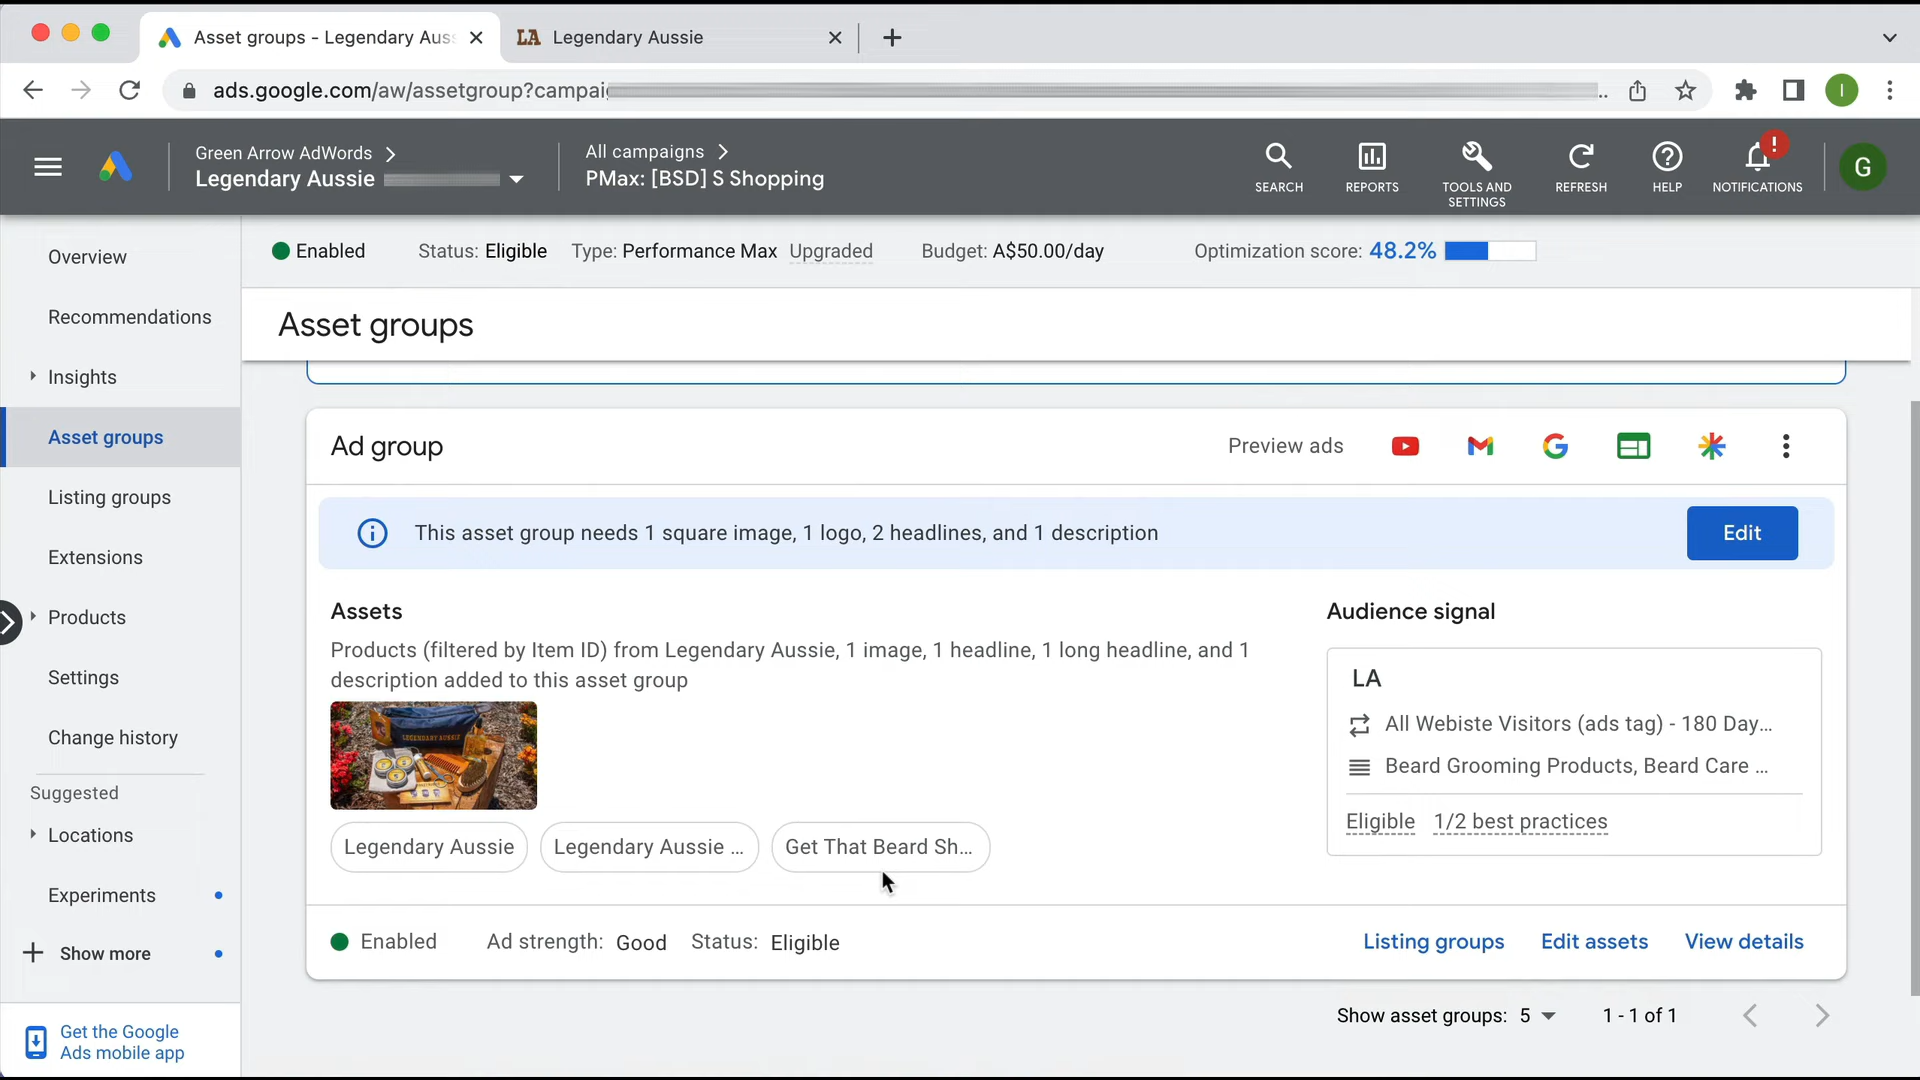 Asset groups - Legendary Aus
LA Legendary Aussie
ads.google.com/aw/assetgroup?campai
..
I
Green Arrow AdWords
Legendary Aussie
All campaigns
PMax: [BSD] S Shopping
SEARCH
REPORTS
TOOLS AND
SETTINGS
REFRESH
HELP
!
NOTIFICATIONS
G
Overview
Recommendations
Insights
Asset groups
Listing groups
Extensions
Products
Settings
Change history
Suggested
Locations
Experiments
Show more
Get the Google
Ads mobile app
Enabled Status: Eligible Type: Performance Max Upgraded Budget: A$50.00/day Optimization score: 48.2%
Asset groups
Ad group
Preview ads
This asset group needs 1 square image, 1 logo, 2 headlines, and 1 description
Edit
Assets
Products (filtered by Item ID) from Legendary Aussie, 1 image, 1 headline, 1 long headline, and 1
description added to this asset group
LEGENDARY AUSSIE
Legendary Aussie
Legendary Aussie ...
Get That Beard Sh...
Audience signal
LA
All Webiste Visitors (ads tag) - 180 Day...
Beard Grooming Products, Beard Care ...
Eligible 1/2 best practices
Enabled Ad strength: Good Status: Eligible
Listing groups Edit assets View details
Show asset groups: 5 1 - 1 of 1